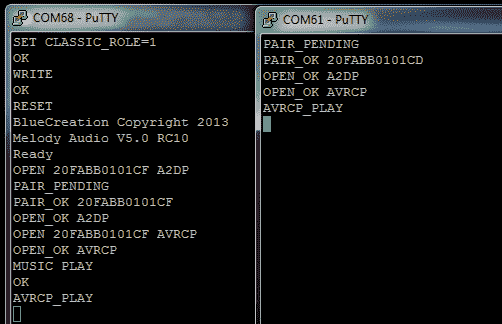 COM68 - PuTTY
SET CLASSIC_ROLE=1
OK
WRITE
OK
RESET
BlueCreation Copyright 2013
Melody Audio V5.0 RC10
Ready
OPEN 20FABB0101CF A2DP
PAIR_PENDING
PAIR_OK 20FABB0101CF
OPEN_OK A2DP
OPEN 20FABB0101CF AVRCP
OPEN_OK AVRCP
MUSIC PLAY
OK
AVRCP_PLAY
COM61 - PuTTY
PAIR_PENDING
PAIR_OK 20FABB0101CD
OPEN_OK A2DP
OPEN_OK AVRCP
AVRCP_PLAY